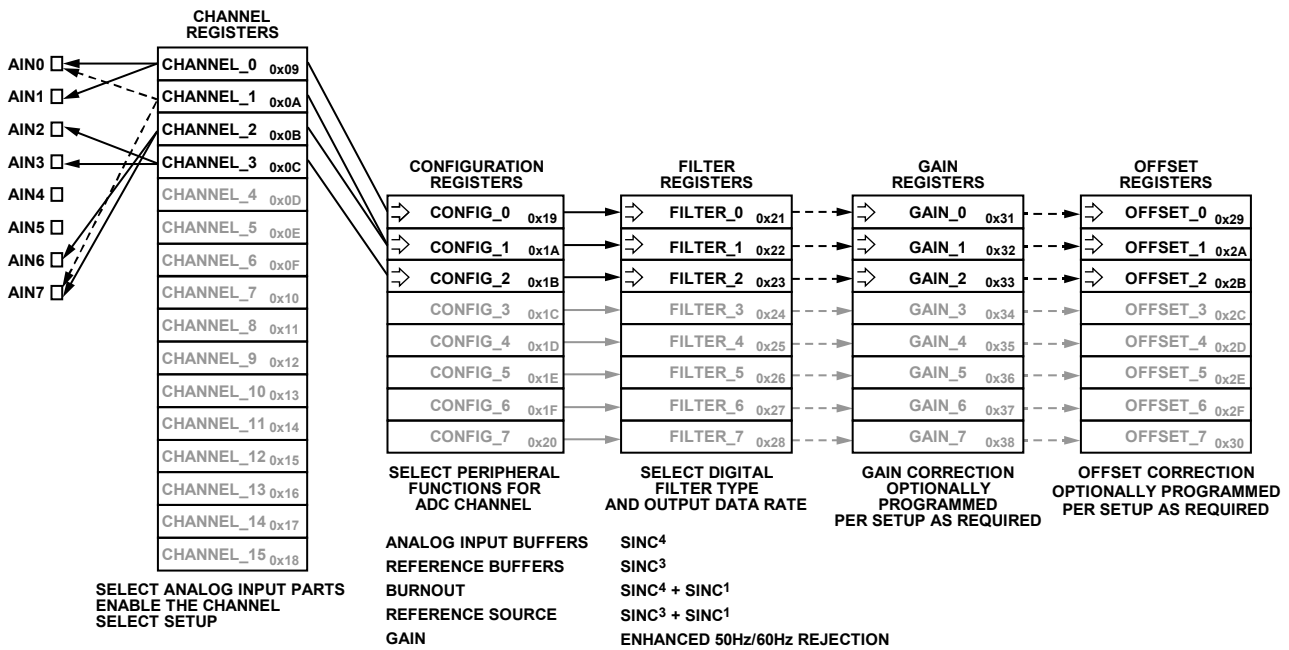 CHANNEL
REGISTERS
AIN0
AIN1
AIN2
AIN3
AIN4
AIN5
AIN6
AIN7
CHANNEL_0 0x09
CHANNEL_1 0x0A
CHANNEL_2 0x0B
CHANNEL_3 0x0C
CHANNEL_4 0x0D
CHANNEL_5 0x0E
CHANNEL_6 0x0F
CHANNEL_7 0x10
CHANNEL_8 0x11
CHANNEL_9 0x12
CHANNEL_10 0x13
CHANNEL_11 0x14
CHANNEL_12 0x15
CHANNEL_13 0x16
CHANNEL_14 0x17
CHANNEL_15 0x18
SELECT ANALOG INPUT PARTS
ENABLE THE CHANNEL
SELECT SETUP
CONFIGURATION
REGISTERS
CONFIG_0 0x19
CONFIG_1 0x1A
CONFIG_2 0x1B
CONFIG_3 0x1C
CONFIG_4 0x1D
CONFIG_5 0x1E
CONFIG_6 0x1F
CONFIG_7 0x20
SELECT PERIPHERAL
FUNCTIONS FOR
ADC CHANNEL
ANALOG INPUT BUFFERS
REFERENCE BUFFERS
BURNOUT
REFERENCE SOURCE
GAIN
FILTER
REGISTERS
FILTER_0 0x21
FILTER_1 0x22
FILTER_2 0x23
FILTER_3 0x24
FILTER_4 0x25
FILTER_5 0x26
FILTER_6 0x27
FILTER_7 0x28
SELECT DIGITAL
FILTER TYPE
AND OUTPUT DATA RATE
SINC⁴
SINC³
SINC⁴ + SINC¹
SINC³ + SINC¹
ENHANCED 50Hz/60Hz REJECTION
GAIN
REGISTERS
GAIN_0 0x31
GAIN_1 0x32
GAIN_2 0x33
GAIN_3 0x34
GAIN_4 0x35
GAIN_5 0x36
GAIN_6 0x37
GAIN_7 0x38
GAIN CORRECTION
OPTIONALLY
PROGRAMMED
PER SETUP AS REQUIRED
OFFSET
REGISTERS
OFFSET_0 0x29
OFFSET_1 0x2A
OFFSET_2 0x2B
OFFSET_3 0x2C
OFFSET_4 0x2D
OFFSET_5 0x2E
OFFSET_6 0x2F
OFFSET_7 0x30
OFFSET CORRECTION
OPTIONALLY PROGRAMMED
PER SETUP AS REQUIRED